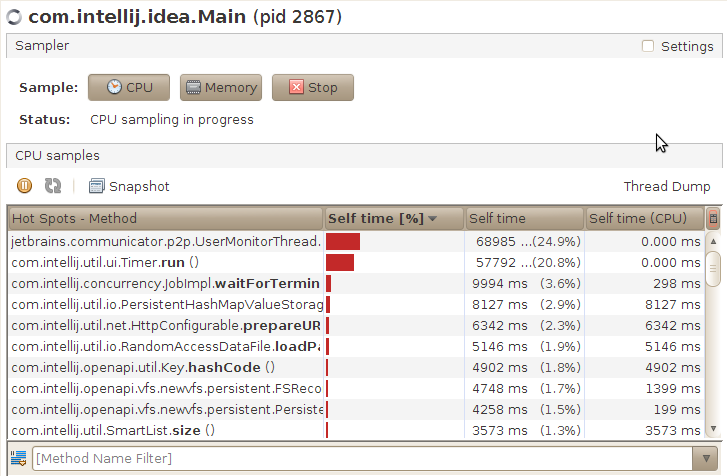 com.intellij.idea.Main (pid 2867)
Sampler Settings
Sample: CPU Memory Stop
Status: CPU sampling in progress
CPU samples
Snapshot Thread Dump
Hot Spots - Method Self time [%] Self time Self time (CPU)
jetbrains.communicator.p2p.UserMonitorThread. 68985 ...(24.9%) 0.000 ms
com.intellij.util.ui.Timer.run () 57792 ...(20.8%) 0.000 ms
com.intellij.concurrency.JobImpl.waitForTermin 9994 ms (3.6%) 298 ms
com.intellij.util.io.PersistentHashMapValueStorag 8127 ms (2.9%) 8127 ms
com.intellij.util.net.HttpConfigurable.prepareUR 6342 ms (2.3%) 6342 ms
com.intellij.util.io.RandomAccessDataFile.loadPa 5146 ms (1.9%) 5146 ms
com.intellij.openapi.util.Key.hashCode () 4902 ms (1.8%) 4902 ms
com.intellij.openapi.vfs.newvfs.persistent.FSReco 4748 ms (1.7%) 1399 ms
com.intellij.openapi.vfs.newvfs.persistent.Persiste 4258 ms (1.5%) 199 ms
com.intellij.util.SmartList.size () 3573 ms (1.3%) 3573 ms
[Method Name Filter]